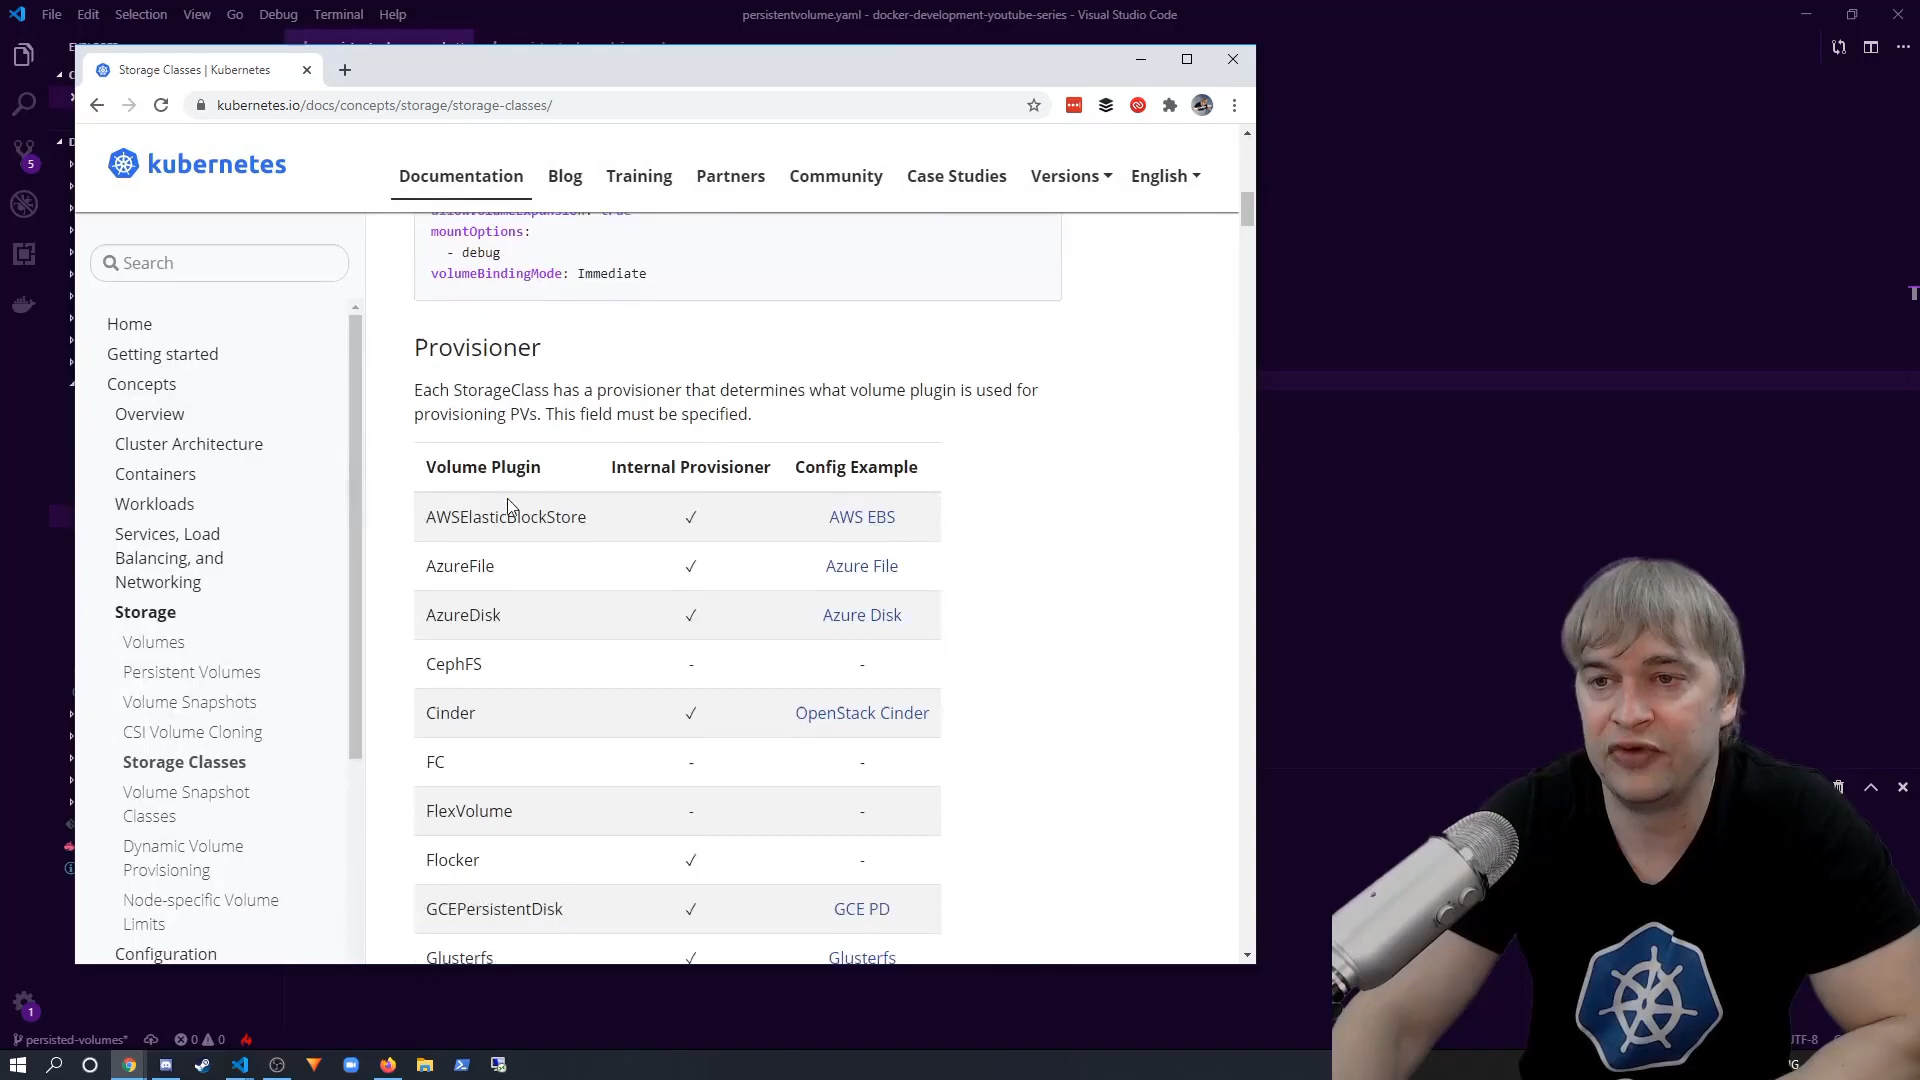 File Edit Selection View Go Debug Terminal Help
persistentvolume.yaml - docker-development-youtube-series - Visual Studio Code
Storage Classes | Kubernetes
kubernetes.io/docs/concepts/storage/storage-classes/
kubernetes
Documentation Blog Training Partners Community Case Studies Versions English
Search
Home
Getting started
Concepts
Overview
Cluster Architecture
Containers
Workloads
Services, Load
Balancing, and
Networking
Storage
Volumes
Persistent Volumes
Volume Snapshots
CSI Volume Cloning
Storage Classes
Volume Snapshot
Classes
Dynamic Volume
Provisioning
Node-specific Volume
Limits
Configuration
allowVolumeExpansion: true
mountOptions:
- debug
volumeBindingMode: Immediate
Provisioner
Each StorageClass has a provisioner that determines what volume plugin is used for
provisioning PVs. This field must be specified.
Volume Plugin Internal Provisioner Config Example
AWSElasticBlockStore ✓ AWS EBS
AzureFile ✓ Azure File
AzureDisk ✓ Azure Disk
CephFS - -
Cinder ✓ OpenStack Cinder
FC - -
FlexVolume - -
Flocker ✓ -
GCEPersistentDisk ✓ GCE PD
Glusterfs ✓ Glusterfs
5
1
persisted-volumes* 0 0
UTF-8